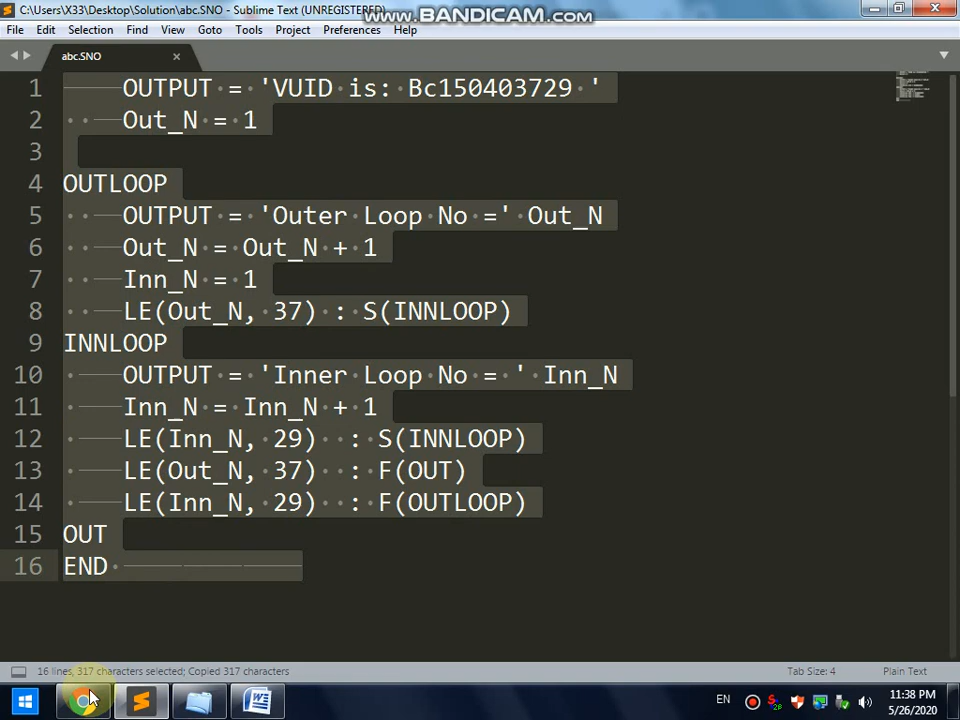 C:\Users\X33\Desktop\Solution\abc.SNO - Sublime Text (UNREGISTERED)
www.BANDICAM.com
File Edit Selection Find View Goto Tools Project Preferences Help
abc.SNO
1 OUTPUT = 'VUID is: Bc150403729 '
2 Out_N = 1
3
4 OUTLOOP
5 OUTPUT = 'Outer Loop No =' Out_N
6 Out_N = Out_N + 1
7 Inn_N = 1
8 LE(Out_N, 37) : S(INNLOOP)
9 INNLOOP
10 OUTPUT = 'Inner Loop No = ' Inn_N
11 Inn_N = Inn_N + 1
12 LE(Inn_N, 29) : S(INNLOOP)
13 LE(Out_N, 37) : F(OUT)
14 LE(Inn_N, 29) : F(OUTLOOP)
15 OUT
16 END
16 lines, 317 characters selected; Copied 317 characters
Tab Size: 4
Plain Text
EN
11:38 PM
5/26/2020